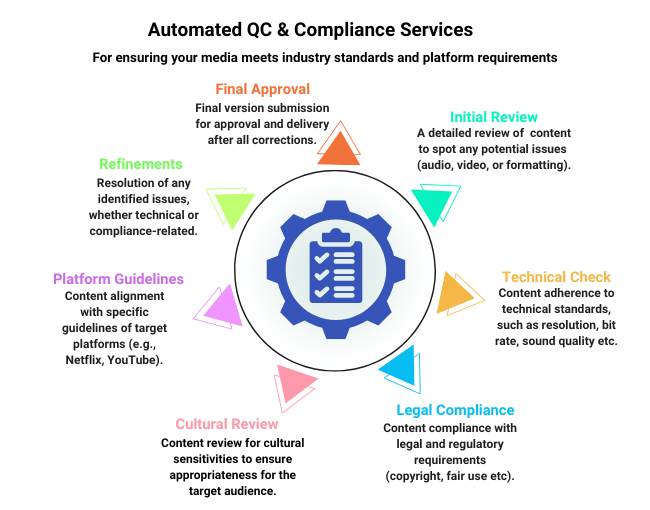 Automated QC & Compliance Services
For ensuring your media meets industry standards and platform requirements
Final Approval
Final version submission
for approval and delivery
after all corrections.
Initial Review
A detailed review of content
to spot any potential issues
(audio, video, or formatting).
Technical Check
Content adherence to
technical standards,
such as resolution, bit
rate, sound quality etc.
Legal Compliance
Content compliance with
legal and regulatory
requirements
(copyright, fair use etc).
Cultural Review
Content review for cultural
sensitivities to ensure
appropriateness for the
target audience.
Platform Guidelines
Content alignment
with specific
guidelines of target
platforms (e.g.,
Netflix, YouTube).
Refinements
Resolution of any
identified issues,
whether technical or
compliance-related.